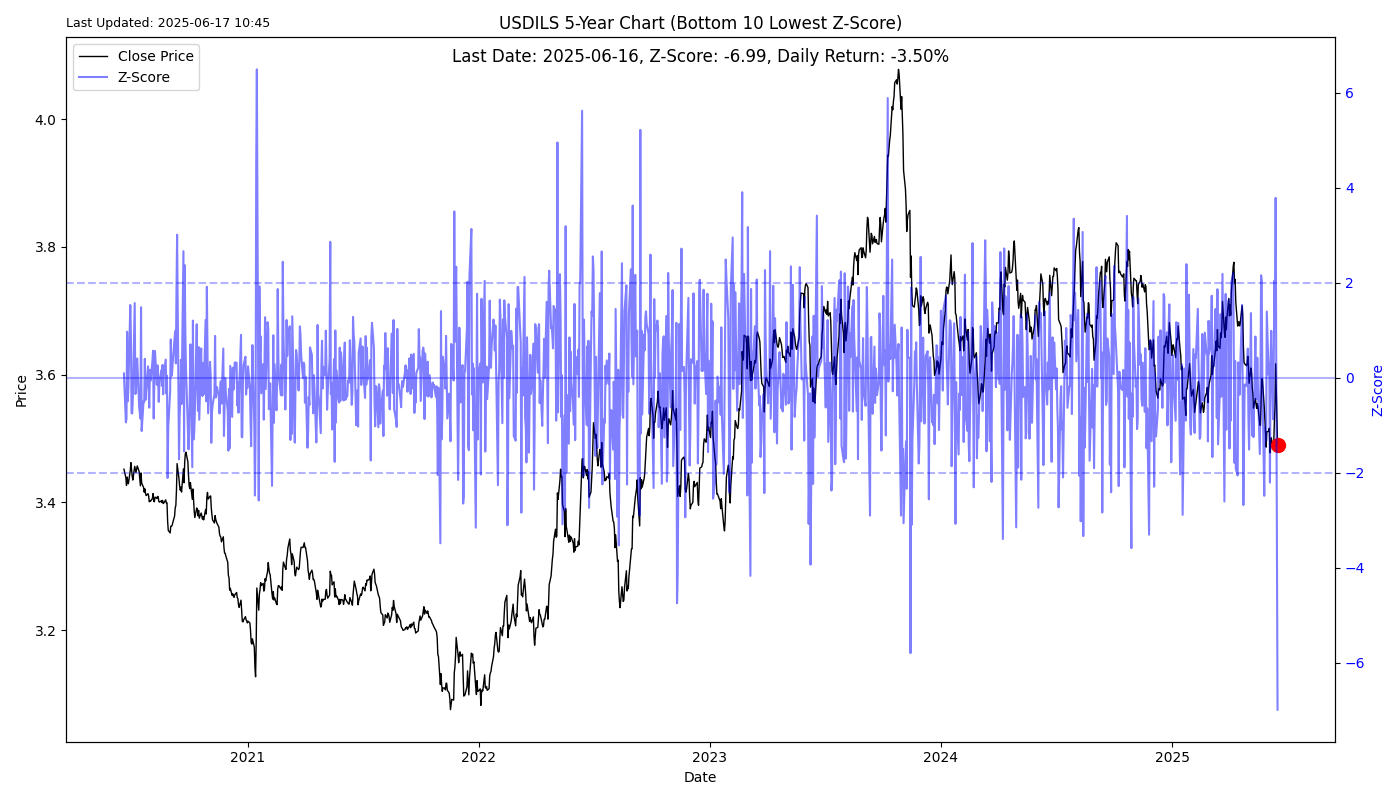 Last Updated: 2025-06-17 10:45
USDILS 5-Year Chart (Bottom 10 Lowest Z-Score)
Last Date: 2025-06-16, Z-Score: -6.99, Daily Return: -3.50%
Close Price
Z-Score
4.0
3.8
3.6
3.4
3.2
Price
6
4
2
0
−2
−4
−6
Z-Score
2021
2022
2023
2024
2025
Date